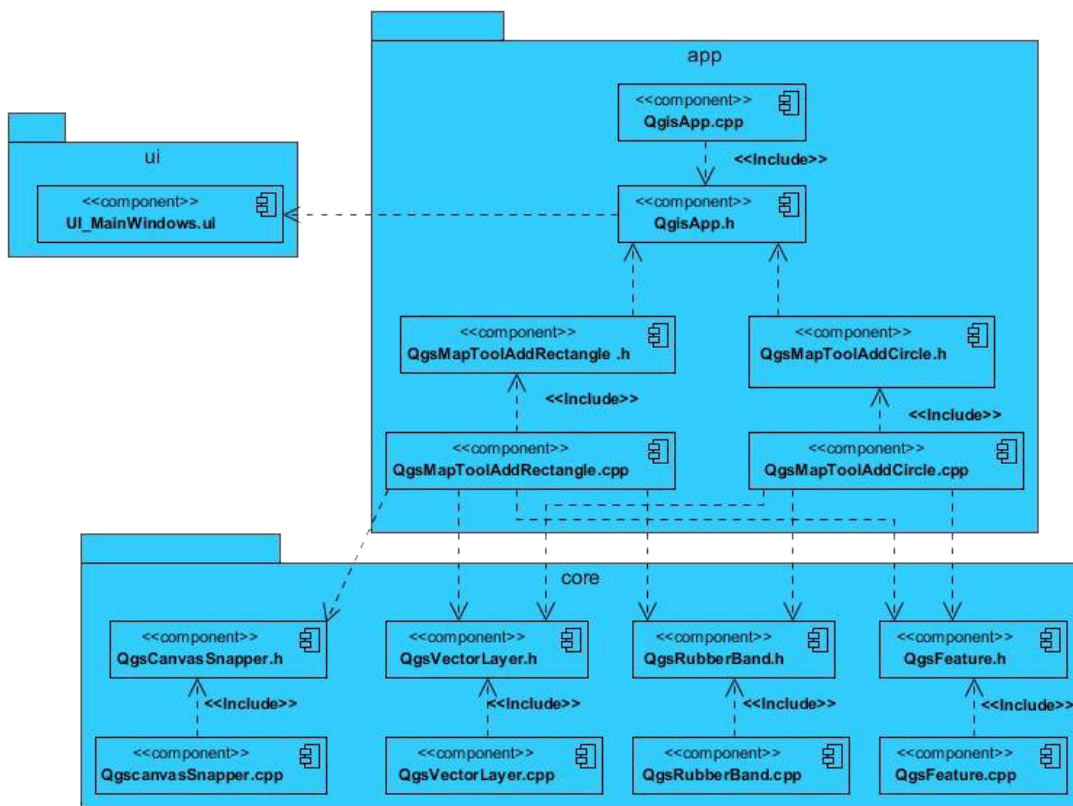 app
<<component>>
QgisApp.cpp
<<Include>>
ui
<<component>>
UI_MainWindows.ui
<<component>>
QgisApp.h
<<component>>
QgsMapToolAddRectangle .h
<<component>>
QgsMapToolAddCircle.h
<<Include>>
<<Include>>
<<component>>
QgsMapToolAddRectangle.cpp
<<component>>
QgsMapToolAddCircle.cpp
core
<<component>>
QgsCanvasSnapper.h
<<component>>
QgsVectorLayer.h
<<component>>
QgsRubberBand.h
<<component>>
QgsFeature.h
<<Include>>
<<Include>>
<<Include>>
<<Include>>
<<component>>
QgscanvasSnapper.cpp
<<component>>
QgsVectorLayer.cpp
<<component>>
QgsRubberBand.cpp
<<component>>
QgsFeature.cpp